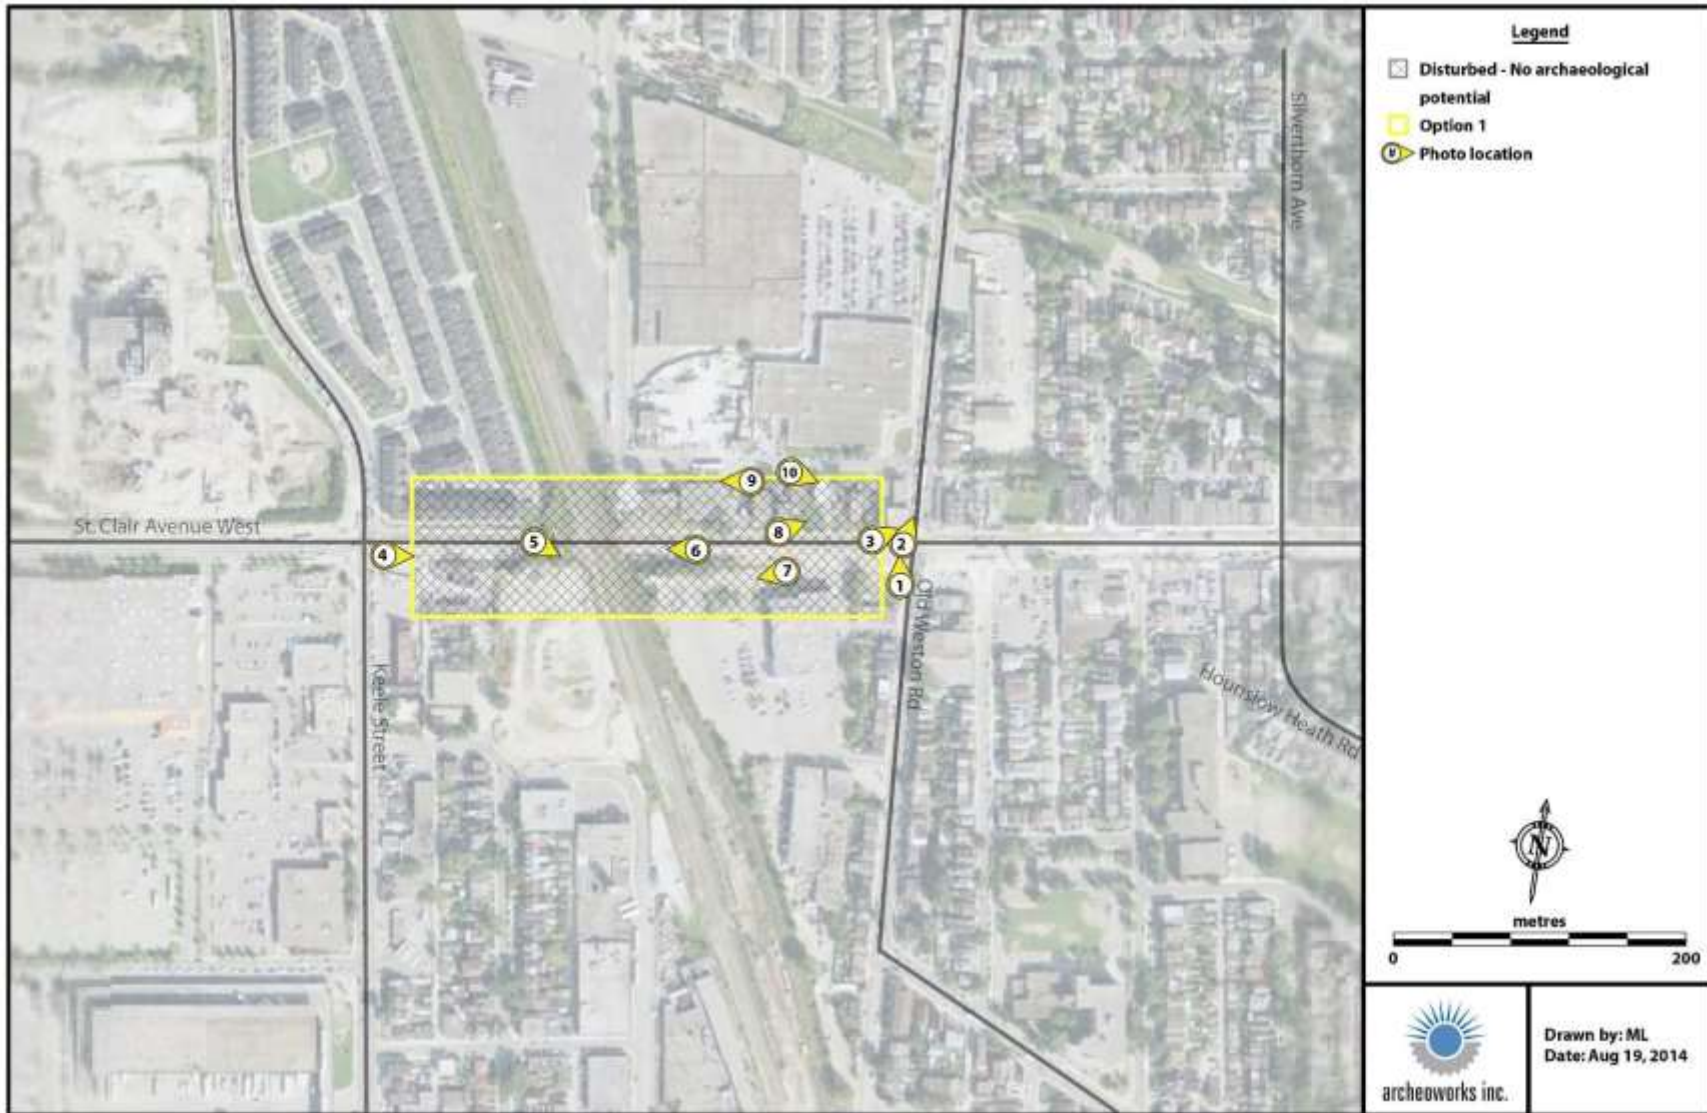 Legend
Disturbed - No archaeological
potential
Option 1
# Photo location
Silverthorn Ave
St. Clair Avenue West
Keele Street
Old Weston Rd
Hounslow Heath Rd
1
2
3
4
5
6
7
8
9
10
N
metres
0 200
archeoworks inc.
Drawn by: ML
Date: Aug 19, 2014